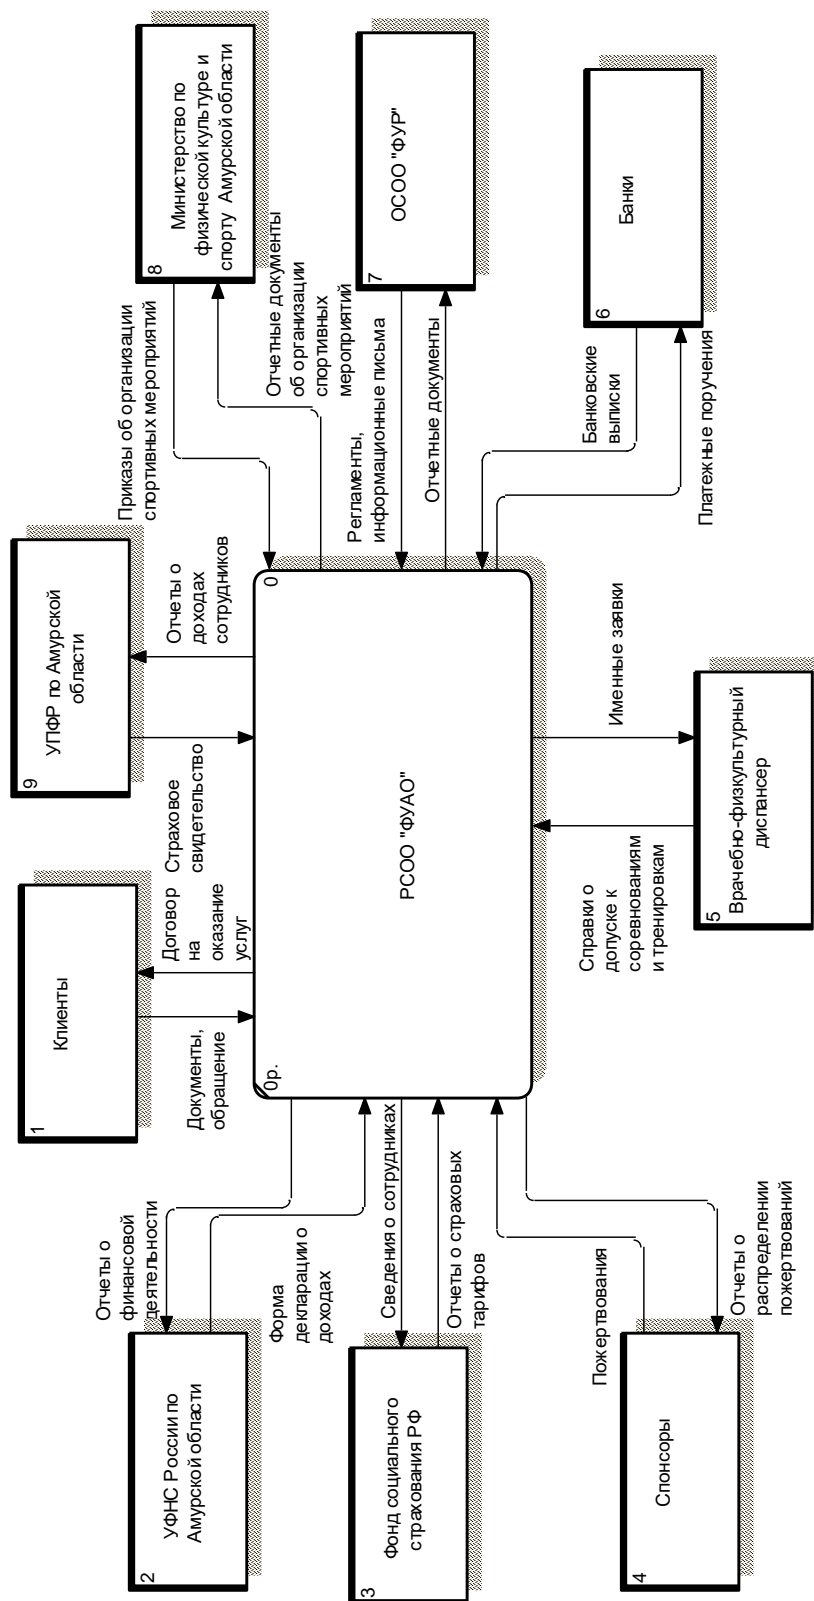 2
УФНС России по
Амурской области
Отчеты о
финансовой
деятельности
Форма
декларации о
доходах
1
Клиенты
Документы,
обращение
Договор
на
оказание
услуг
9
УПФР по Амурской
области
Страховое
свидетельство
Отчеты о
доходах
сотрудников
8
Министерство по
физической культуре и
спорту Амурской области
Приказы об организации
спортивных мероприятий
Отчетные документы
об организации
спортивных
мероприятий
3
Фонд социального
страхования РФ
Сведения о сотрудниках
Отчеты о страховых
тарифов
0р.
РСОО "ФУАО"
0
Регламенты,
информационные письма
Отчетные документы
7
ОСОО "ФУР"
4
Спонсоры
Пожертвования
Отчеты о
распределении
пожертвований
Справки о
допуске к
соревнованиям
и тренировкам
Именные заявки
5
Врачебно-физкультурный
диспансер
Банковские
выписки
Платежные поручения
6
Банки